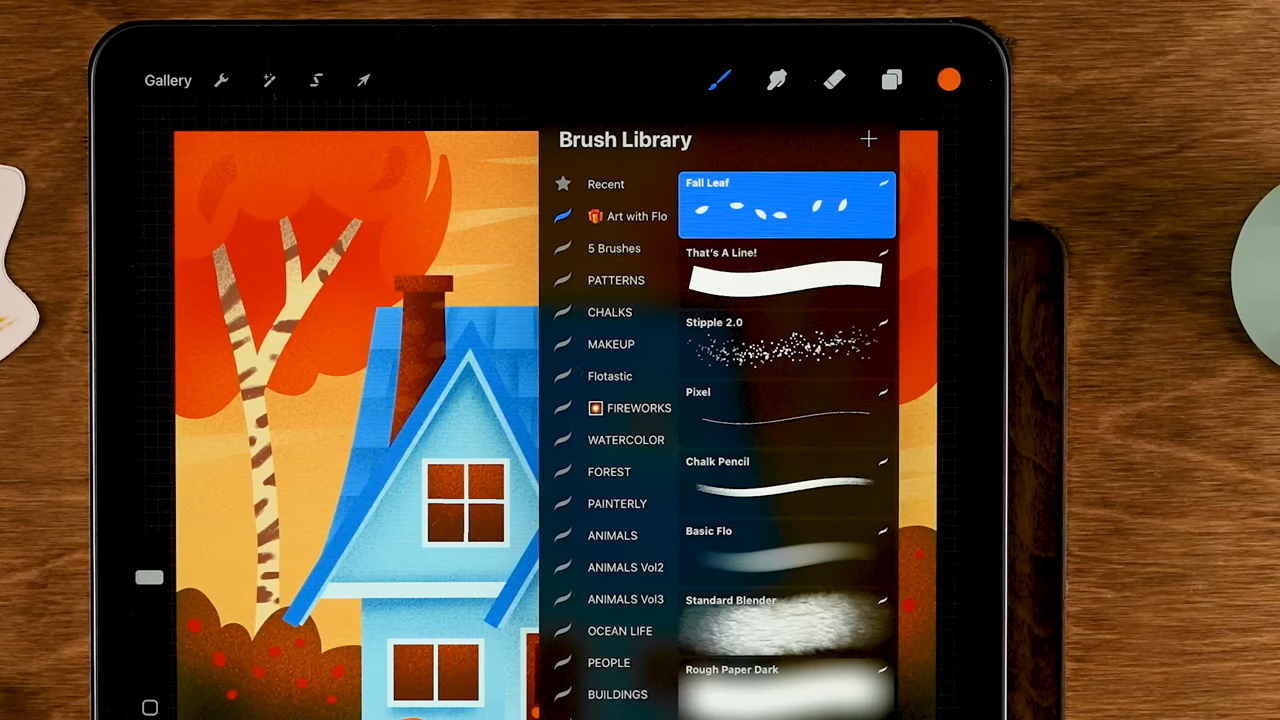 Gallery
Brush Library
Recent
🎁 Art with Flo
5 Brushes
PATTERNS
CHALKS
MAKEUP
Flotastic
🎇 FIREWORKS
WATERCOLOR
FOREST
PAINTERLY
ANIMALS
ANIMALS Vol2
ANIMALS Vol3
OCEAN LIFE
PEOPLE
BUILDINGS
Fall Leaf
That's A Line!
Stipple 2.0
Pixel
Chalk Pencil
Basic Flo
Standard Blender
Rough Paper Dark